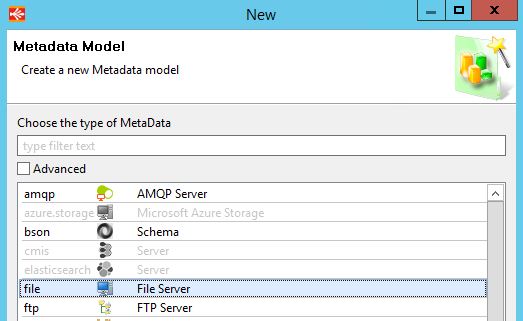 New
Metadata Model
Create a new Metadata model
Choose the type of MetaData
type filter text
Advanced
amqp AMQP Server
azure.storage Microsoft Azure Storage
bson Schema
cmis Server
elasticsearch Server
file File Server
ftp FTP Server